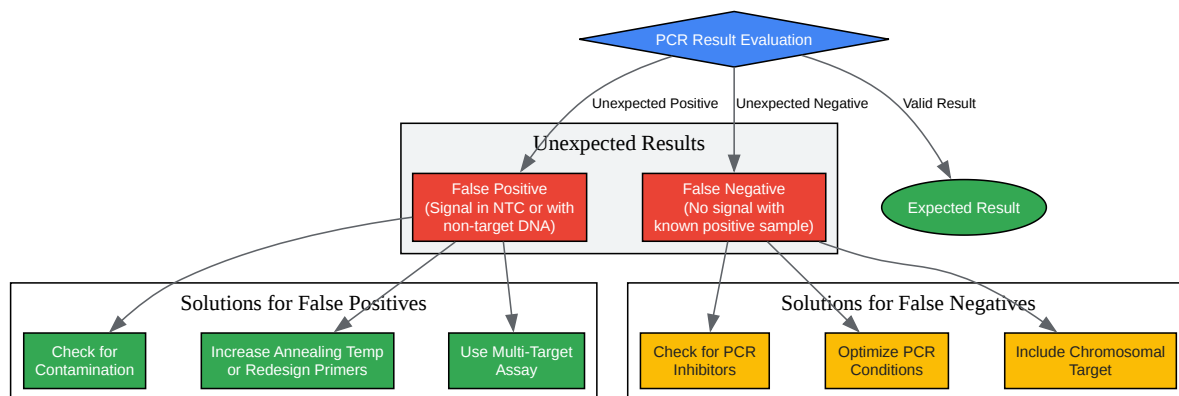 PCR Result Evaluation
Unexpected Positive
Unexpected Negative
Valid Result
Unexpected Results
False Positive
(Signal in NTC or with
non-target DNA)
False Negative
(No signal with
known positive sample)
Expected Result
Solutions for False Positives
Check for
Contamination
Increase Annealing Temp
or Redesign Primers
Use Multi-Target
Assay
Solutions for False Negatives
Check for PCR
Inhibitors
Optimize PCR
Conditions
Include Chromosomal
Target